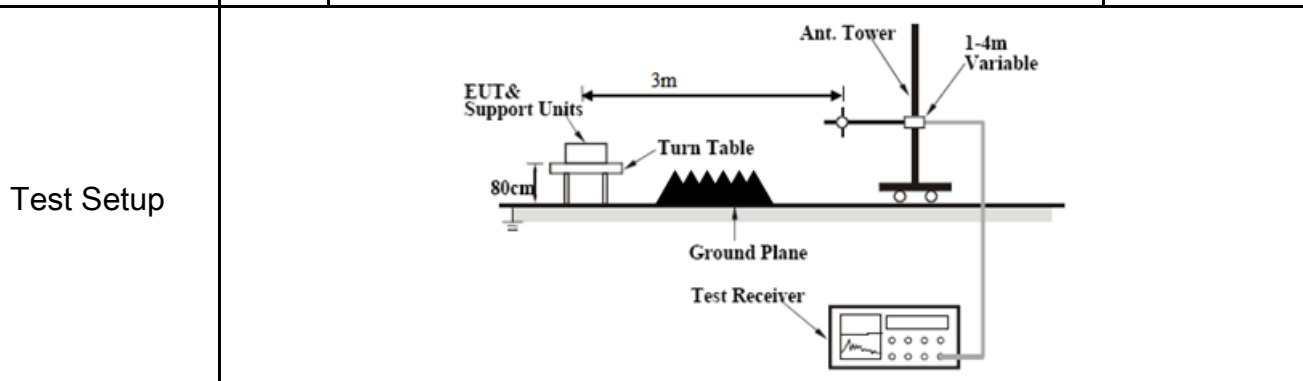 Test Setup
Ant. Tower
1-4m
Variable
3m
EUT&
Support Units
Turn Table
80cm
Ground Plane
Test Receiver